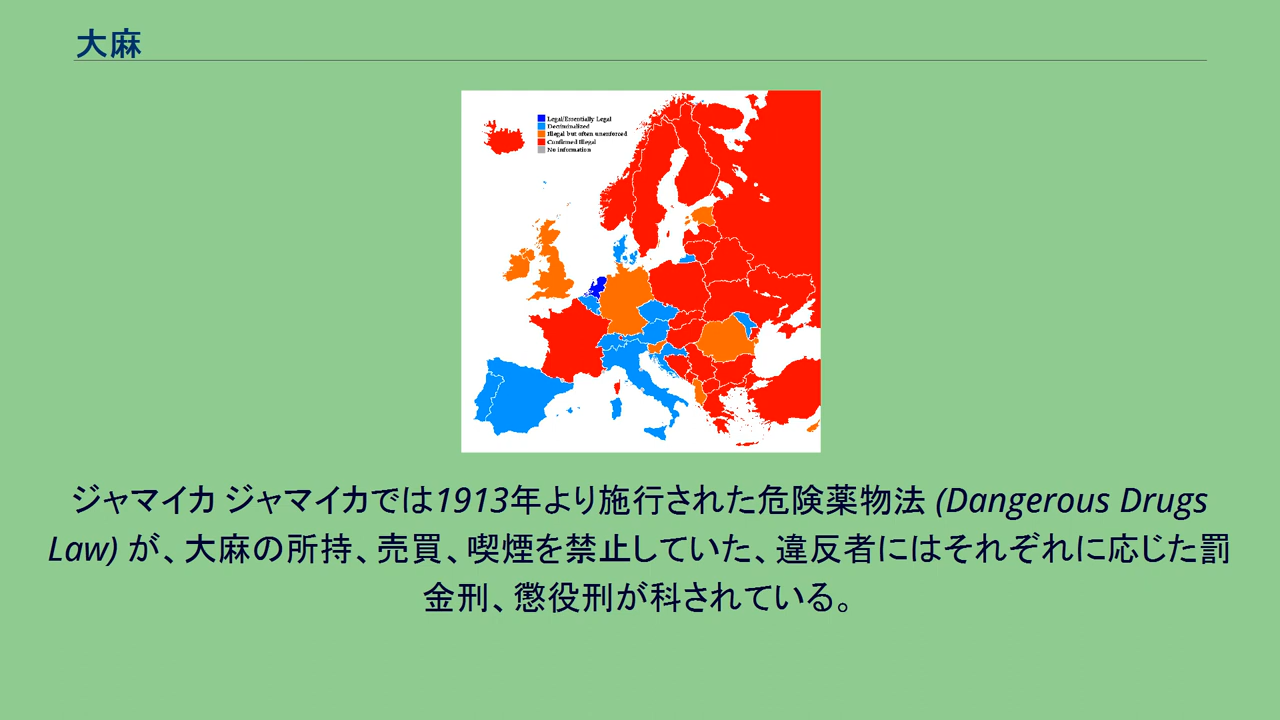 大麻
Legal/Essentially Legal
Decriminalized
Illegal but often unenforced
Confirmed Illegal
No information
ジャマイカ ジャマイカでは1913年より施行された危険薬物法 (Dangerous Drugs
Law) が、大麻の所持、売買、喫煙を禁止していた、違反者にはそれぞれに応じた罰
金刑、懲役刑が科されている。